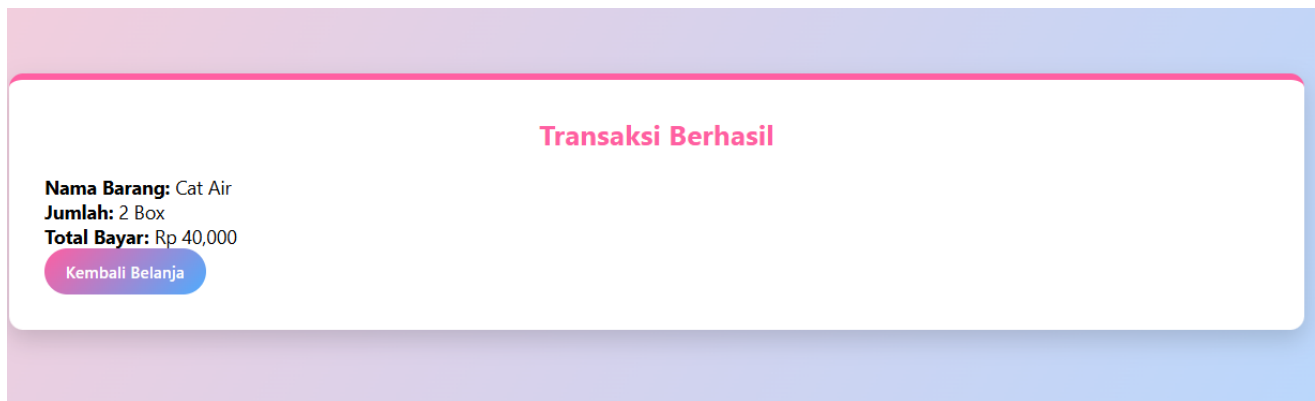 Transaksi Berhasil
Nama Barang: Cat Air
Jumlah: 2 Box
Total Bayar: Rp 40,000
Kembali Belanja